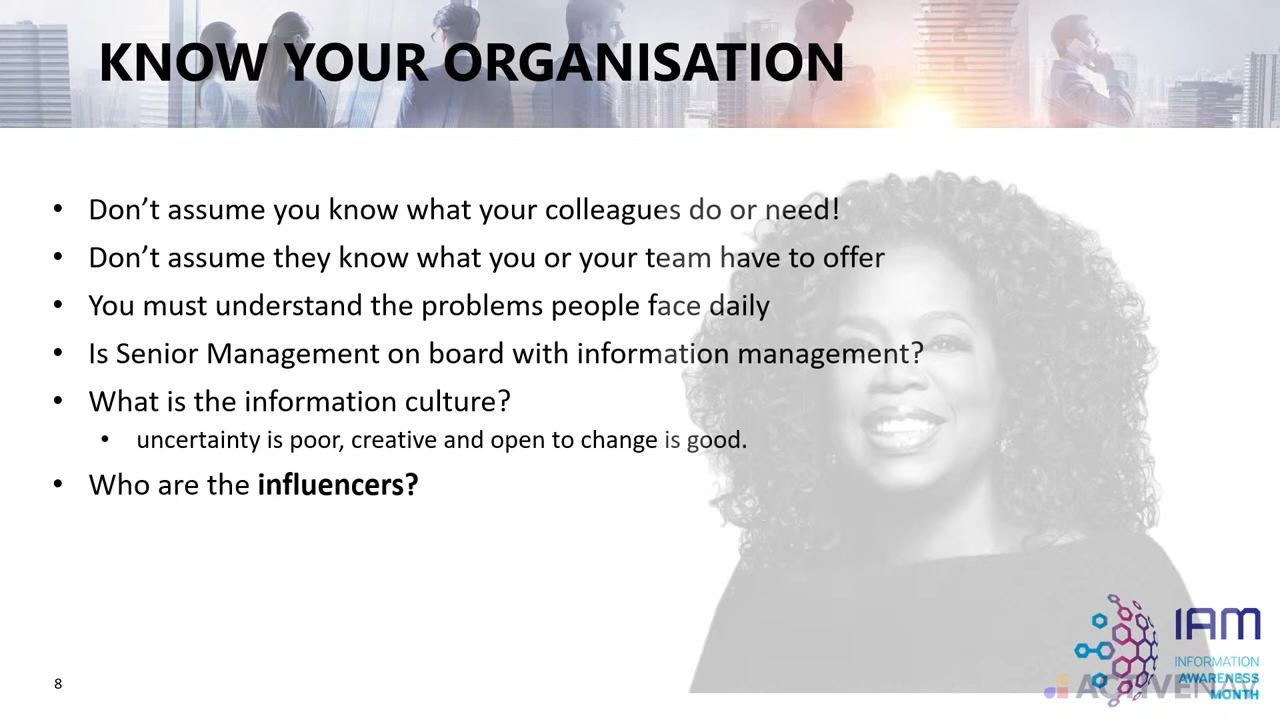 KNOW YOUR ORGANISATION
• Don’t assume you know what your colleagues do or need!
• Don’t assume they know what you or your team have to offer
• You must understand the problems people face daily
• Is Senior Management on board with information management?
• What is the information culture?
• uncertainty is poor, creative and open to change is good.
• Who are the influencers?
8
IAM
INFORMATION
AWARENESS
MONTH
ACTIVENAV